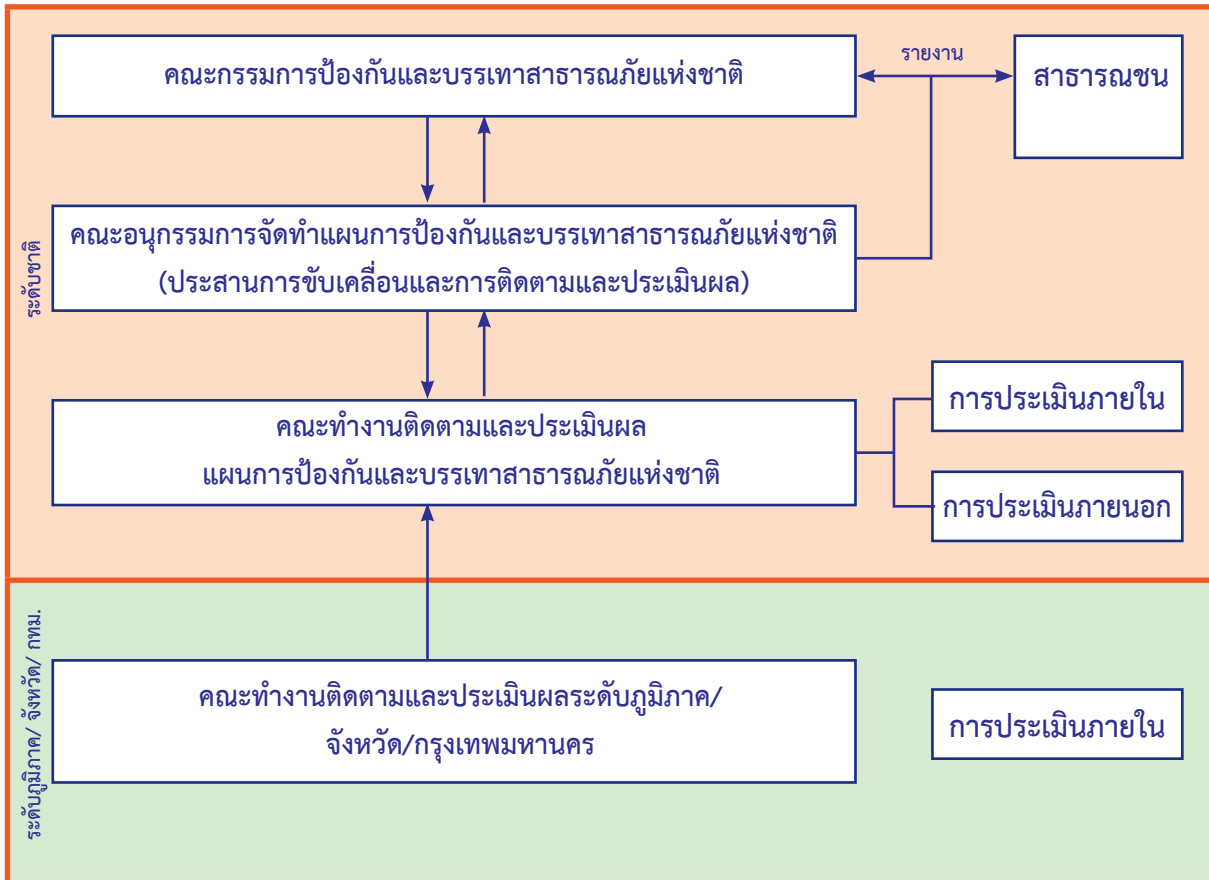 คณะกรรมการป้องกันและบรรเทาสาธารณภัยแห่งชาติ
รายงาน
สาธารณชน
ระดับชาติ
คณะอนุกรรมการจัดทำแผนการป้องกันและบรรเทาสาธารณภัยแห่งชาติ
(ประสานการขับเคลื่อนและการติดตามและประเมินผล)
คณะทำงานติดตามและประเมินผล
แผนการป้องกันและบรรเทาสาธารณภัยแห่งชาติ
การประเมินภายใน
การประเมินภายนอก
ระดับภูมิภาค/ จังหวัด/ กทม.
คณะทำงานติดตามและประเมินผลระดับภูมิภาค/
จังหวัด/กรุงเทพมหานคร
การประเมินภายใน